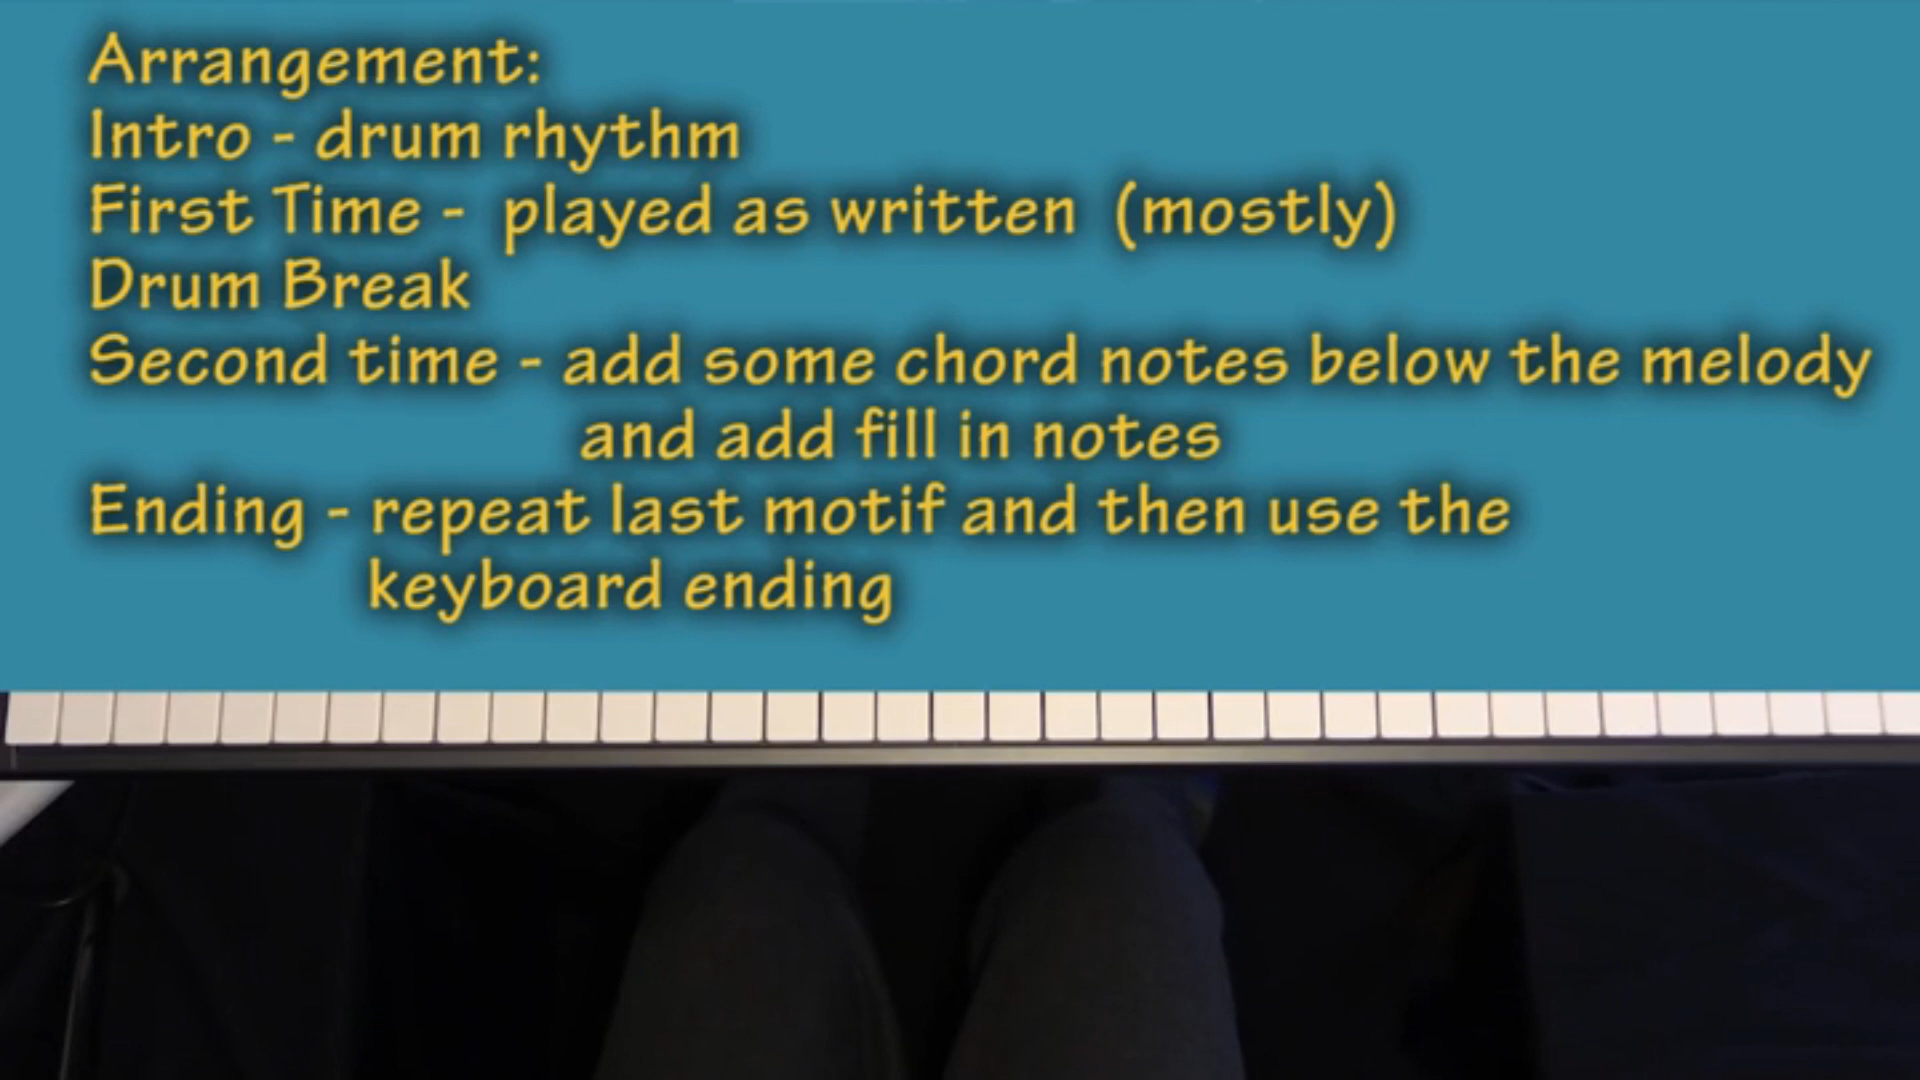 Arrangement:
Intro - drum rhythm
First Time - played as written (mostly)
Drum Break
Second time - add some chord notes below the melody
and add fill in notes
Ending - repeat last motif and then use the
keyboard ending